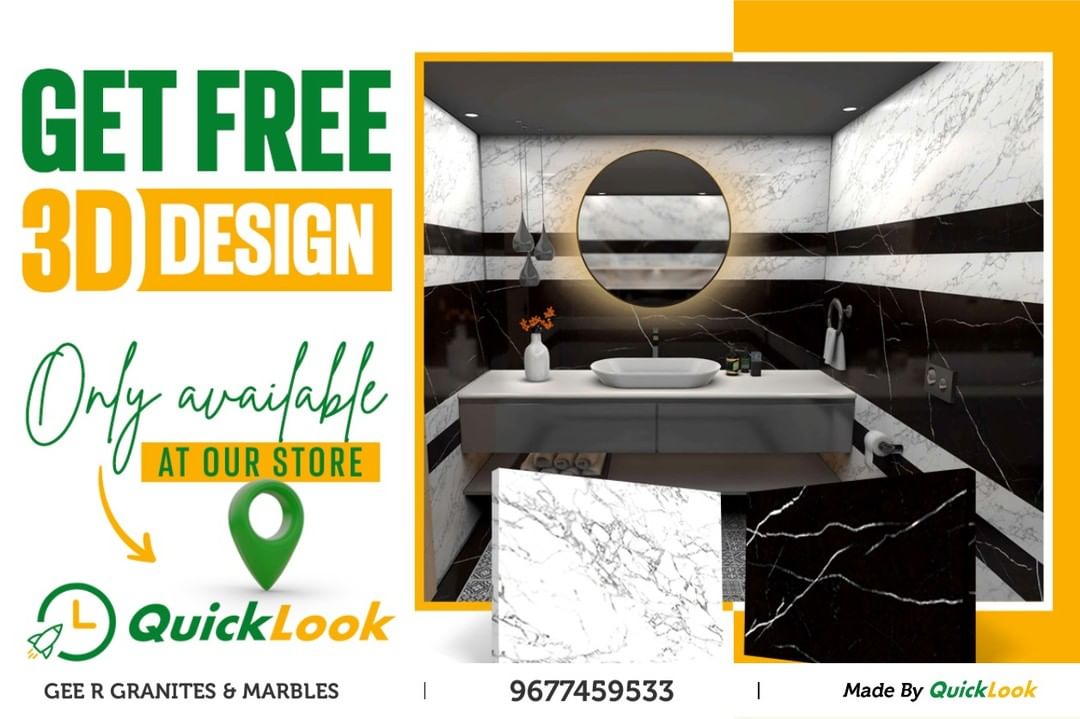 GET FREE
3D DESIGN
Only available
AT OUR STORE
QuickLook
GEE R GRANITES & MARBLES | 9677459533 | Made By QuickLook